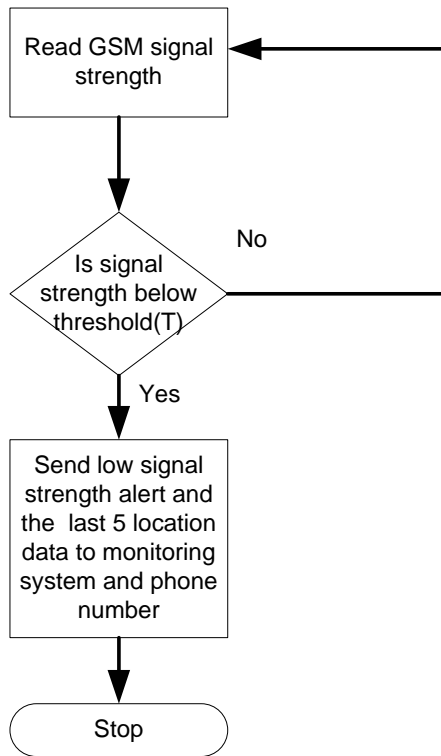 Read GSM signal
strength
No
Is signal
strength below
threshold(T)
Yes
Send low signal
strength alert and
the last 5 location
data to monitoring
system and phone
number
Stop